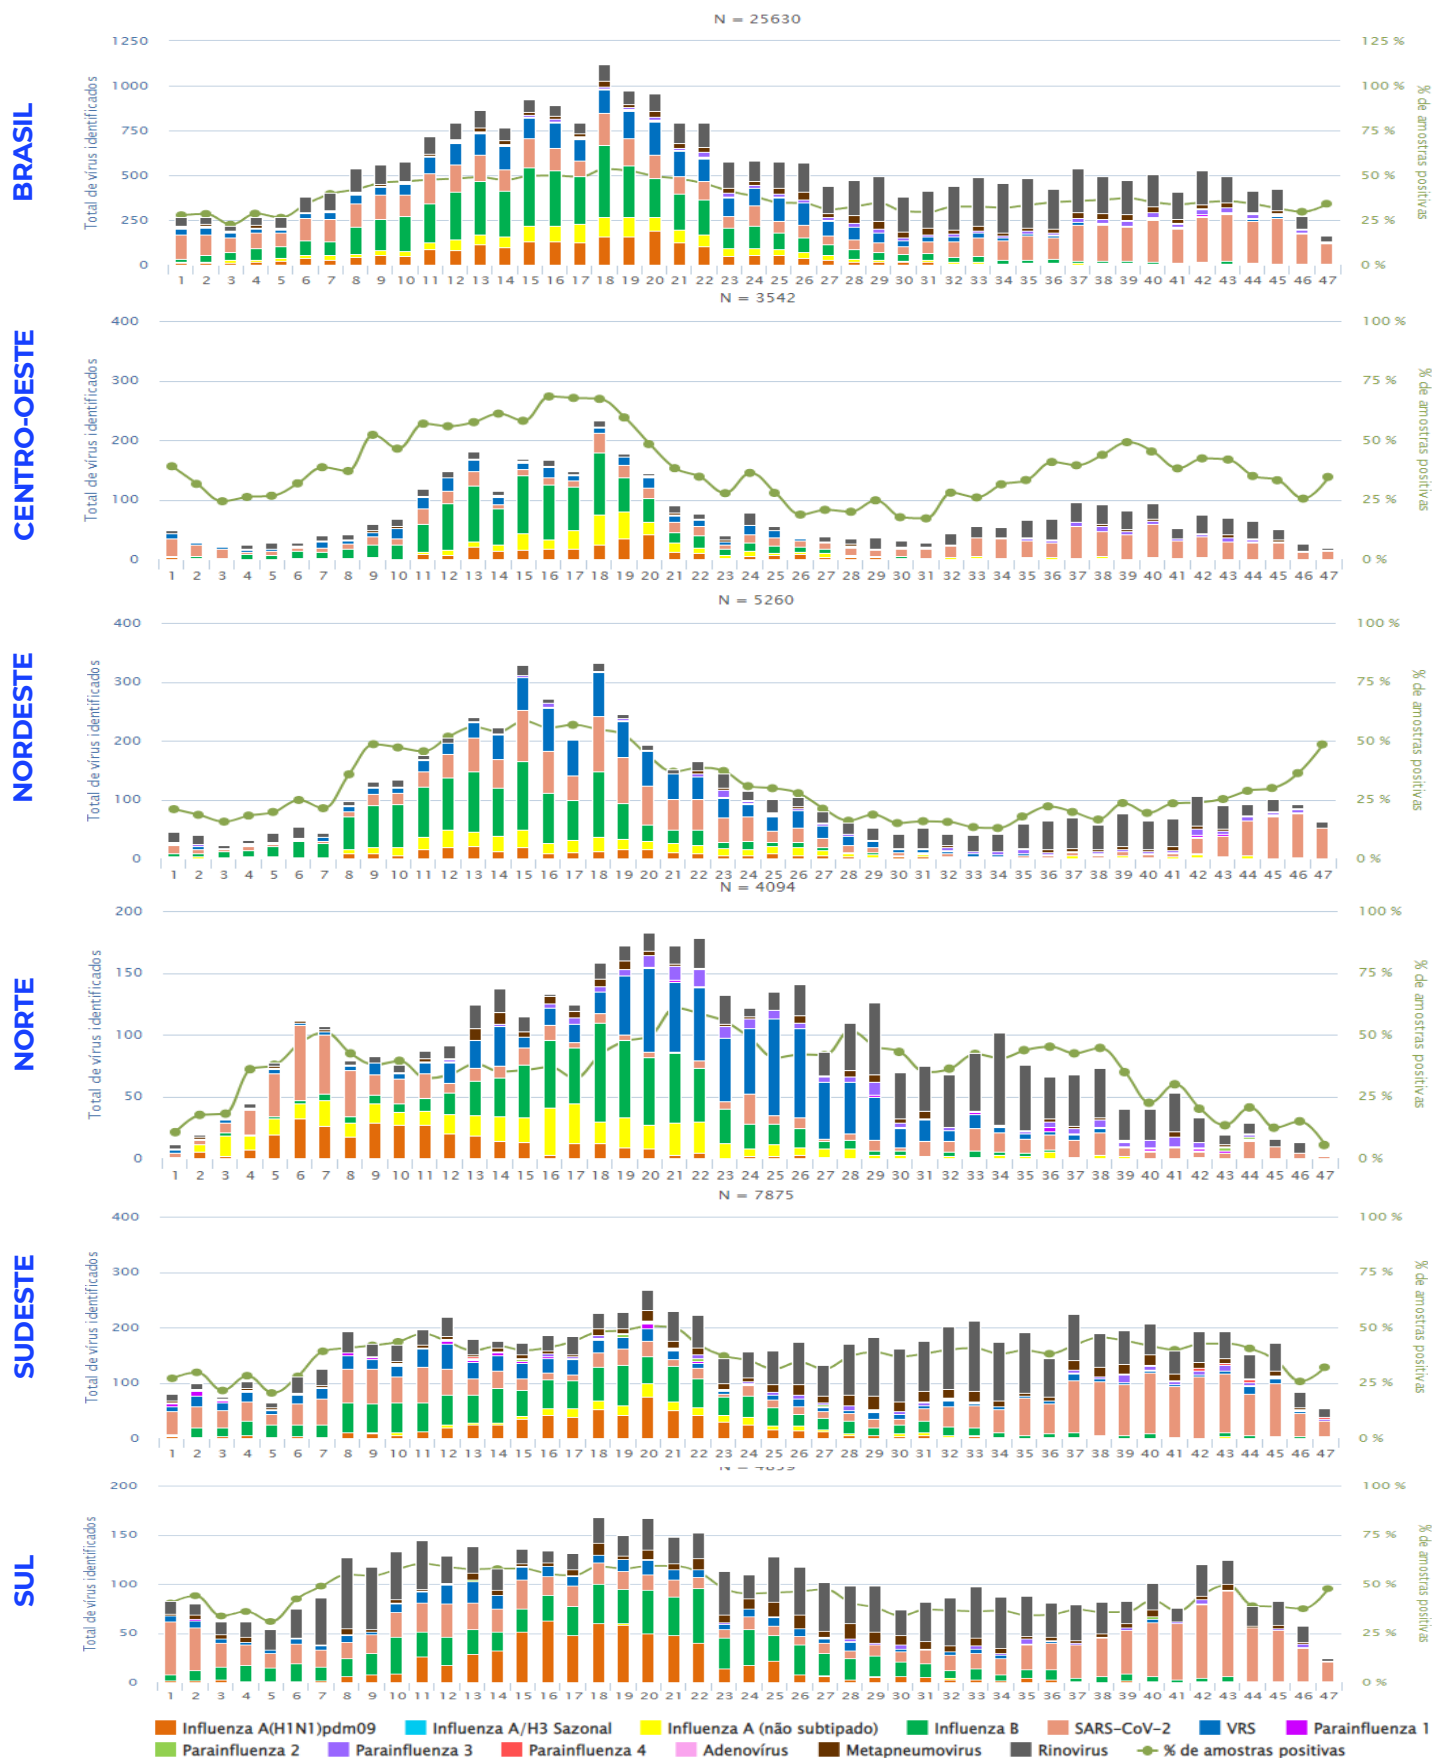 N = 25630
BRASIL
Total de vírus identificados
1250
1000
750
500
250
0
125 %
100 %
75 %
50 %
25 %
0 %
% de amostras positivas
1 2 3 4 5 6 7 8 9 10 11 12 13 14 15 16 17 18 19 20 21 22 23 24 25 26 27 28 29 30 31 32 33 34 35 36 37 38 39 40 41 42 43 44 45 46 47
N = 3542
CENTRO-OESTE
Total de vírus identificados
400
300
200
100
0
100 %
75 %
50 %
25 %
0 %
% de amostras positivas
1 2 3 4 5 6 7 8 9 10 11 12 13 14 15 16 17 18 19 20 21 22 23 24 25 26 27 28 29 30 31 32 33 34 35 36 37 38 39 40 41 42 43 44 45 46 47
N = 5260
NORDESTE
Total de vírus identificados
400
300
200
100
0
100 %
75 %
50 %
25 %
0 %
% de amostras positivas
1 2 3 4 5 6 7 8 9 10 11 12 13 14 15 16 17 18 19 20 21 22 23 24 25 26 27 28 29 30 31 32 33 34 35 36 37 38 39 40 41 42 43 44 45 46 47
N = 4094
NORTE
Total de vírus identificados
200
150
100
50
0
100 %
75 %
50 %
25 %
0 %
% de amostras positivas
1 2 3 4 5 6 7 8 9 10 11 12 13 14 15 16 17 18 19 20 21 22 23 24 25 26 27 28 29 30 31 32 33 34 35 36 37 38 39 40 41 42 43 44 45 46 47
N = 7875
SUDESTE
Total de vírus identificados
400
300
200
100
0
100 %
75 %
50 %
25 %
0 %
% de amostras positivas
1 2 3 4 5 6 7 8 9 10 11 12 13 14 15 16 17 18 19 20 21 22 23 24 25 26 27 28 29 30 31 32 33 34 35 36 37 38 39 40 41 42 43 44 45 46 47
N = 4859
SUL
Total de vírus identificados
200
150
100
50
0
100 %
75 %
50 %
25 %
0 %
% de amostras positivas
1 2 3 4 5 6 7 8 9 10 11 12 13 14 15 16 17 18 19 20 21 22 23 24 25 26 27 28 29 30 31 32 33 34 35 36 37 38 39 40 41 42 43 44 45 46 47
Influenza A(H1N1)pdm09 Influenza A/H3 Sazonal Influenza A (não subtipado) Influenza B SARS-CoV-2 VRS Parainfluenza 1
Parainfluenza 2 Parainfluenza 3 Parainfluenza 4 Adenovírus Metapneumovirus Rinovirus % de amostras positivas